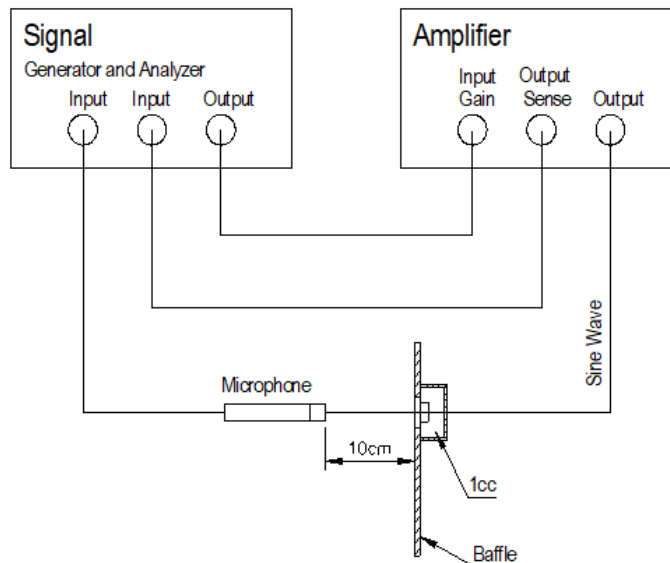 Signal
Generator and Analyzer
Input
Input
Output
Amplifier
Input
Gain
Output
Sense
Output
Sine Wave
Microphone
10cm
1cc
Baffle